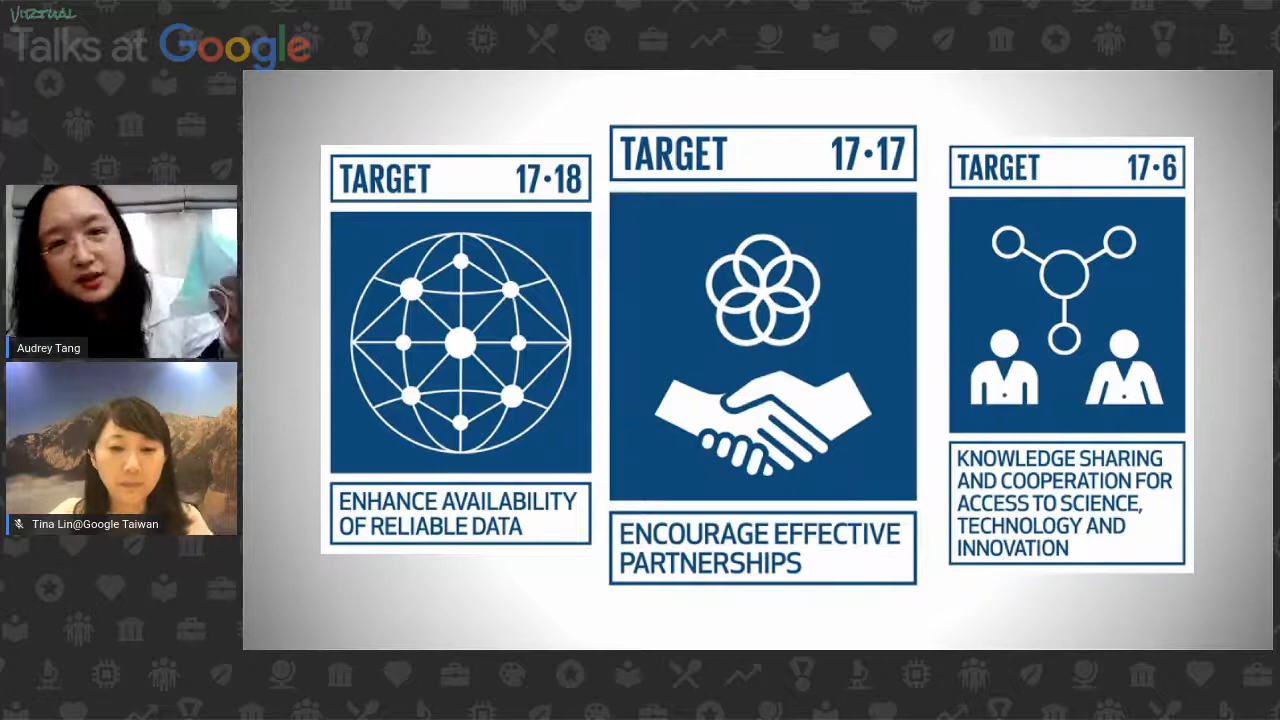 VIRTUAL
Talks at Google
TARGET 17•18
ENHANCE AVAILABILITY
OF RELIABLE DATA
TARGET 17•17
ENCOURAGE EFFECTIVE
PARTNERSHIPS
TARGET 17•6
KNOWLEDGE SHARING
AND COOPERATION FOR
ACCESS TO SCIENCE,
TECHNOLOGY AND
INNOVATION
Audrey Tang
Tina Lin@Google Taiwan